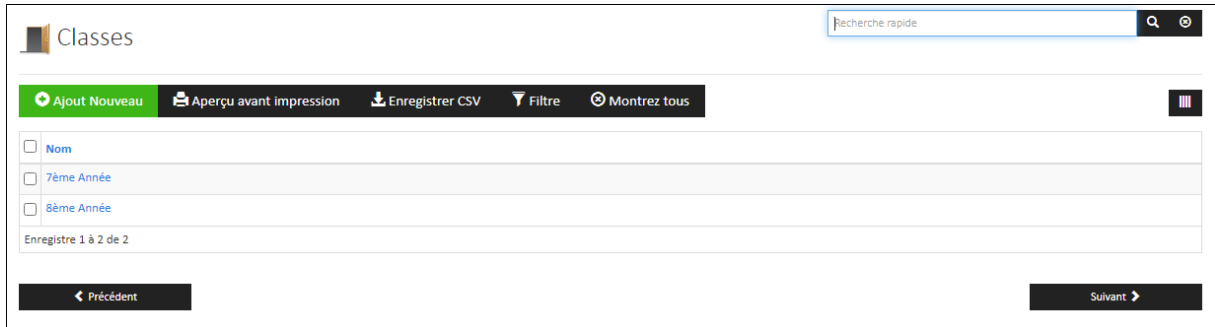 Classes
Recherche rapide
Ajout Nouveau Aperçu avant impression Enregistrer CSV Filtre Montrez tous
Nom
7ème Année
8ème Année
Enregistre 1 à 2 de 2
Précédent Suivant